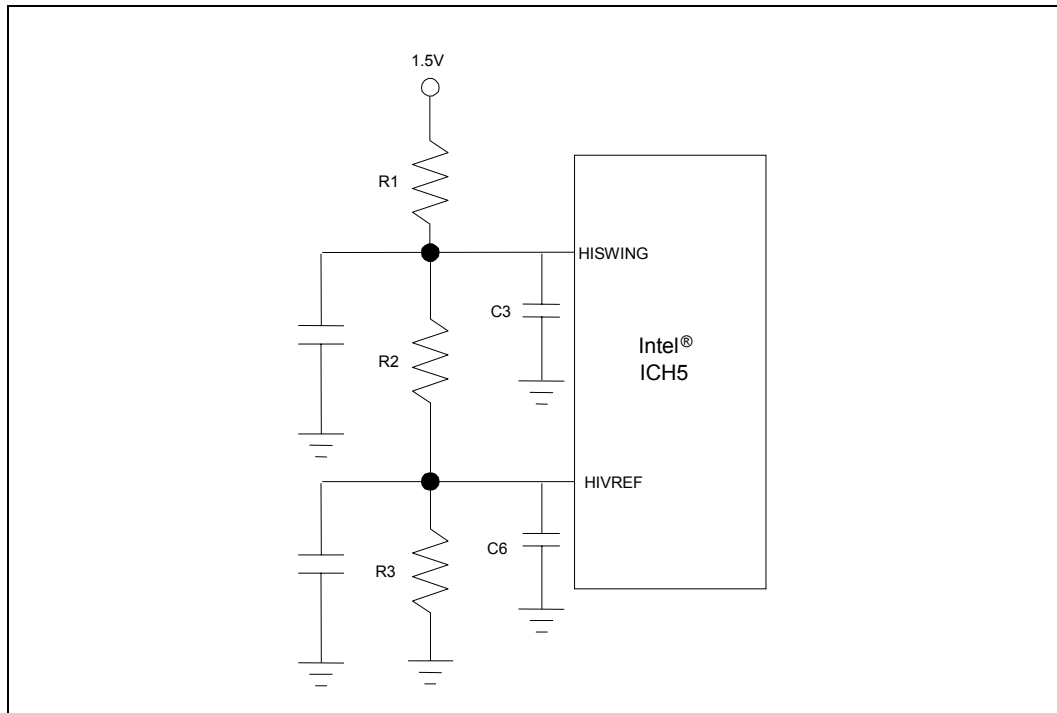 1.5V
R1
HISWING
C3
R2
Intel®
ICH5
HIVREF
C6
R3